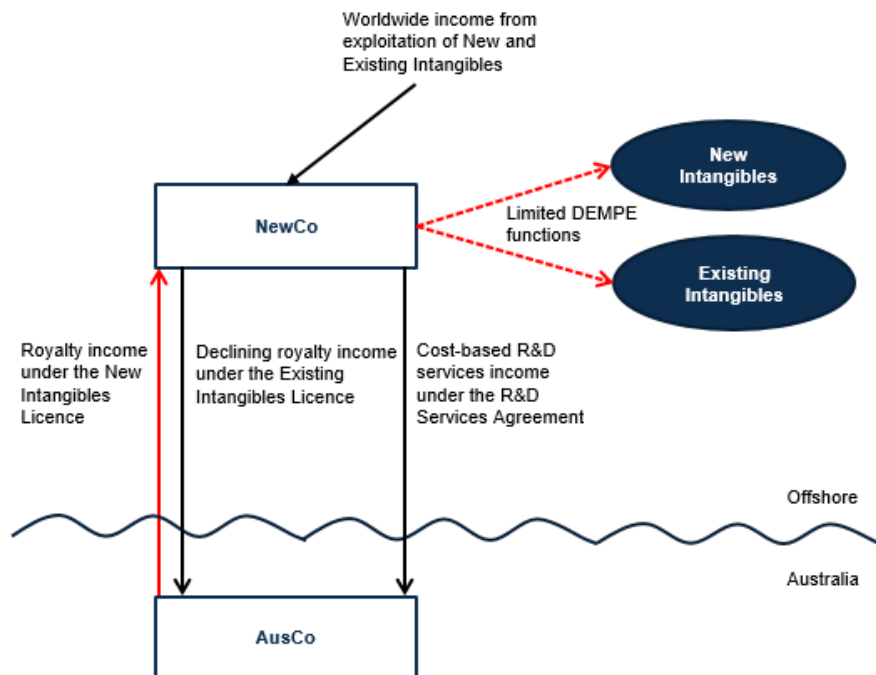 Worldwide income from
exploitation of New and
Existing Intangibles
New
Intangibles
NewCo
Limited DEMPE
functions
Existing
Intangibles
Royalty income
under the New
Intangibles
Licence
Declining royalty income
under the Existing
Intangibles Licence
Cost-based R&D
services income
under the R&D
Services Agreement
Offshore
Australia
AusCo